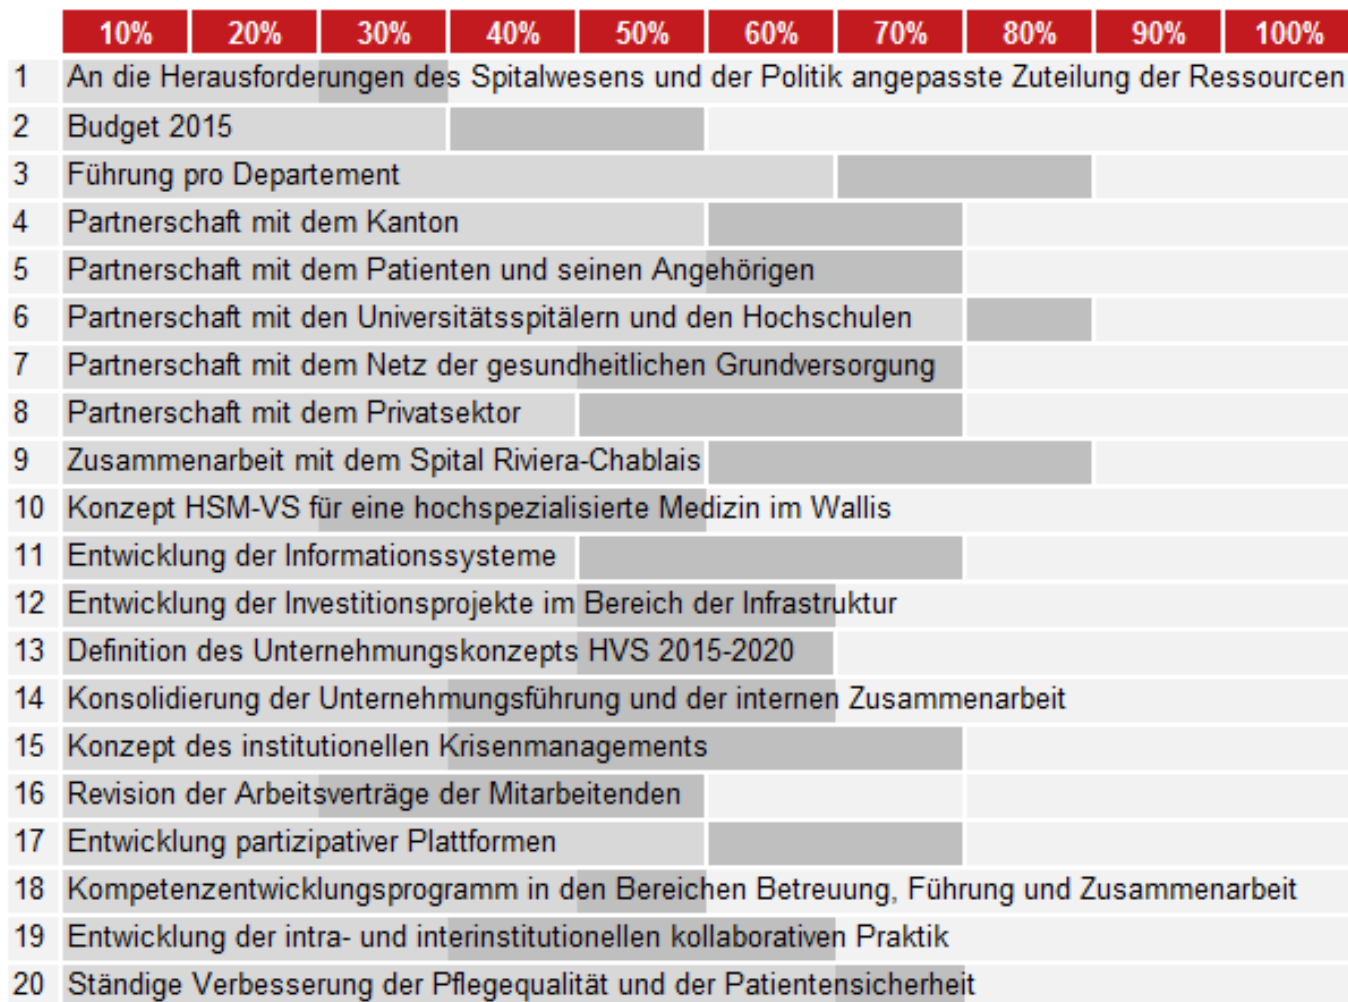 10% 20% 30% 40% 50% 60% 70% 80% 90% 100%
1 An die Herausforderungen des Spitalwesens und der Politik angepasste Zuteilung der Ressourcen
2 Budget 2015
3 Führung pro Departement
4 Partnerschaft mit dem Kanton
5 Partnerschaft mit dem Patienten und seinen Angehörigen
6 Partnerschaft mit den Universitätsspitälern und den Hochschulen
7 Partnerschaft mit dem Netz der gesundheitlichen Grundversorgung
8 Partnerschaft mit dem Privatsektor
9 Zusammenarbeit mit dem Spital Riviera-Chablais
10 Konzept HSM-VS für eine hochspezialisierte Medizin im Wallis
11 Entwicklung der Informationssysteme
12 Entwicklung der Investitionsprojekte im Bereich der Infrastruktur
13 Definition des Unternehmungskonzepts HVS 2015-2020
14 Konsolidierung der Unternehmungsführung und der internen Zusammenarbeit
15 Konzept des institutionellen Krisenmanagements
16 Revision der Arbeitsverträge der Mitarbeitenden
17 Entwicklung partizipativer Plattformen
18 Kompetenzentwicklungsprogramm in den Bereichen Betreuung, Führung und Zusammenarbeit
19 Entwicklung der intra- und interinstitutionellen kollaborativen Praktik
20 Ständige Verbesserung der Pflegequalität und der Patientensicherheit